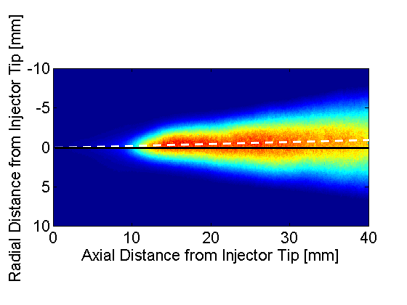 Radial Distance from Injector Tip [mm]
-10
-5
0
5
10
0 10 20 30 40
Axial Distance from Injector Tip [mm]